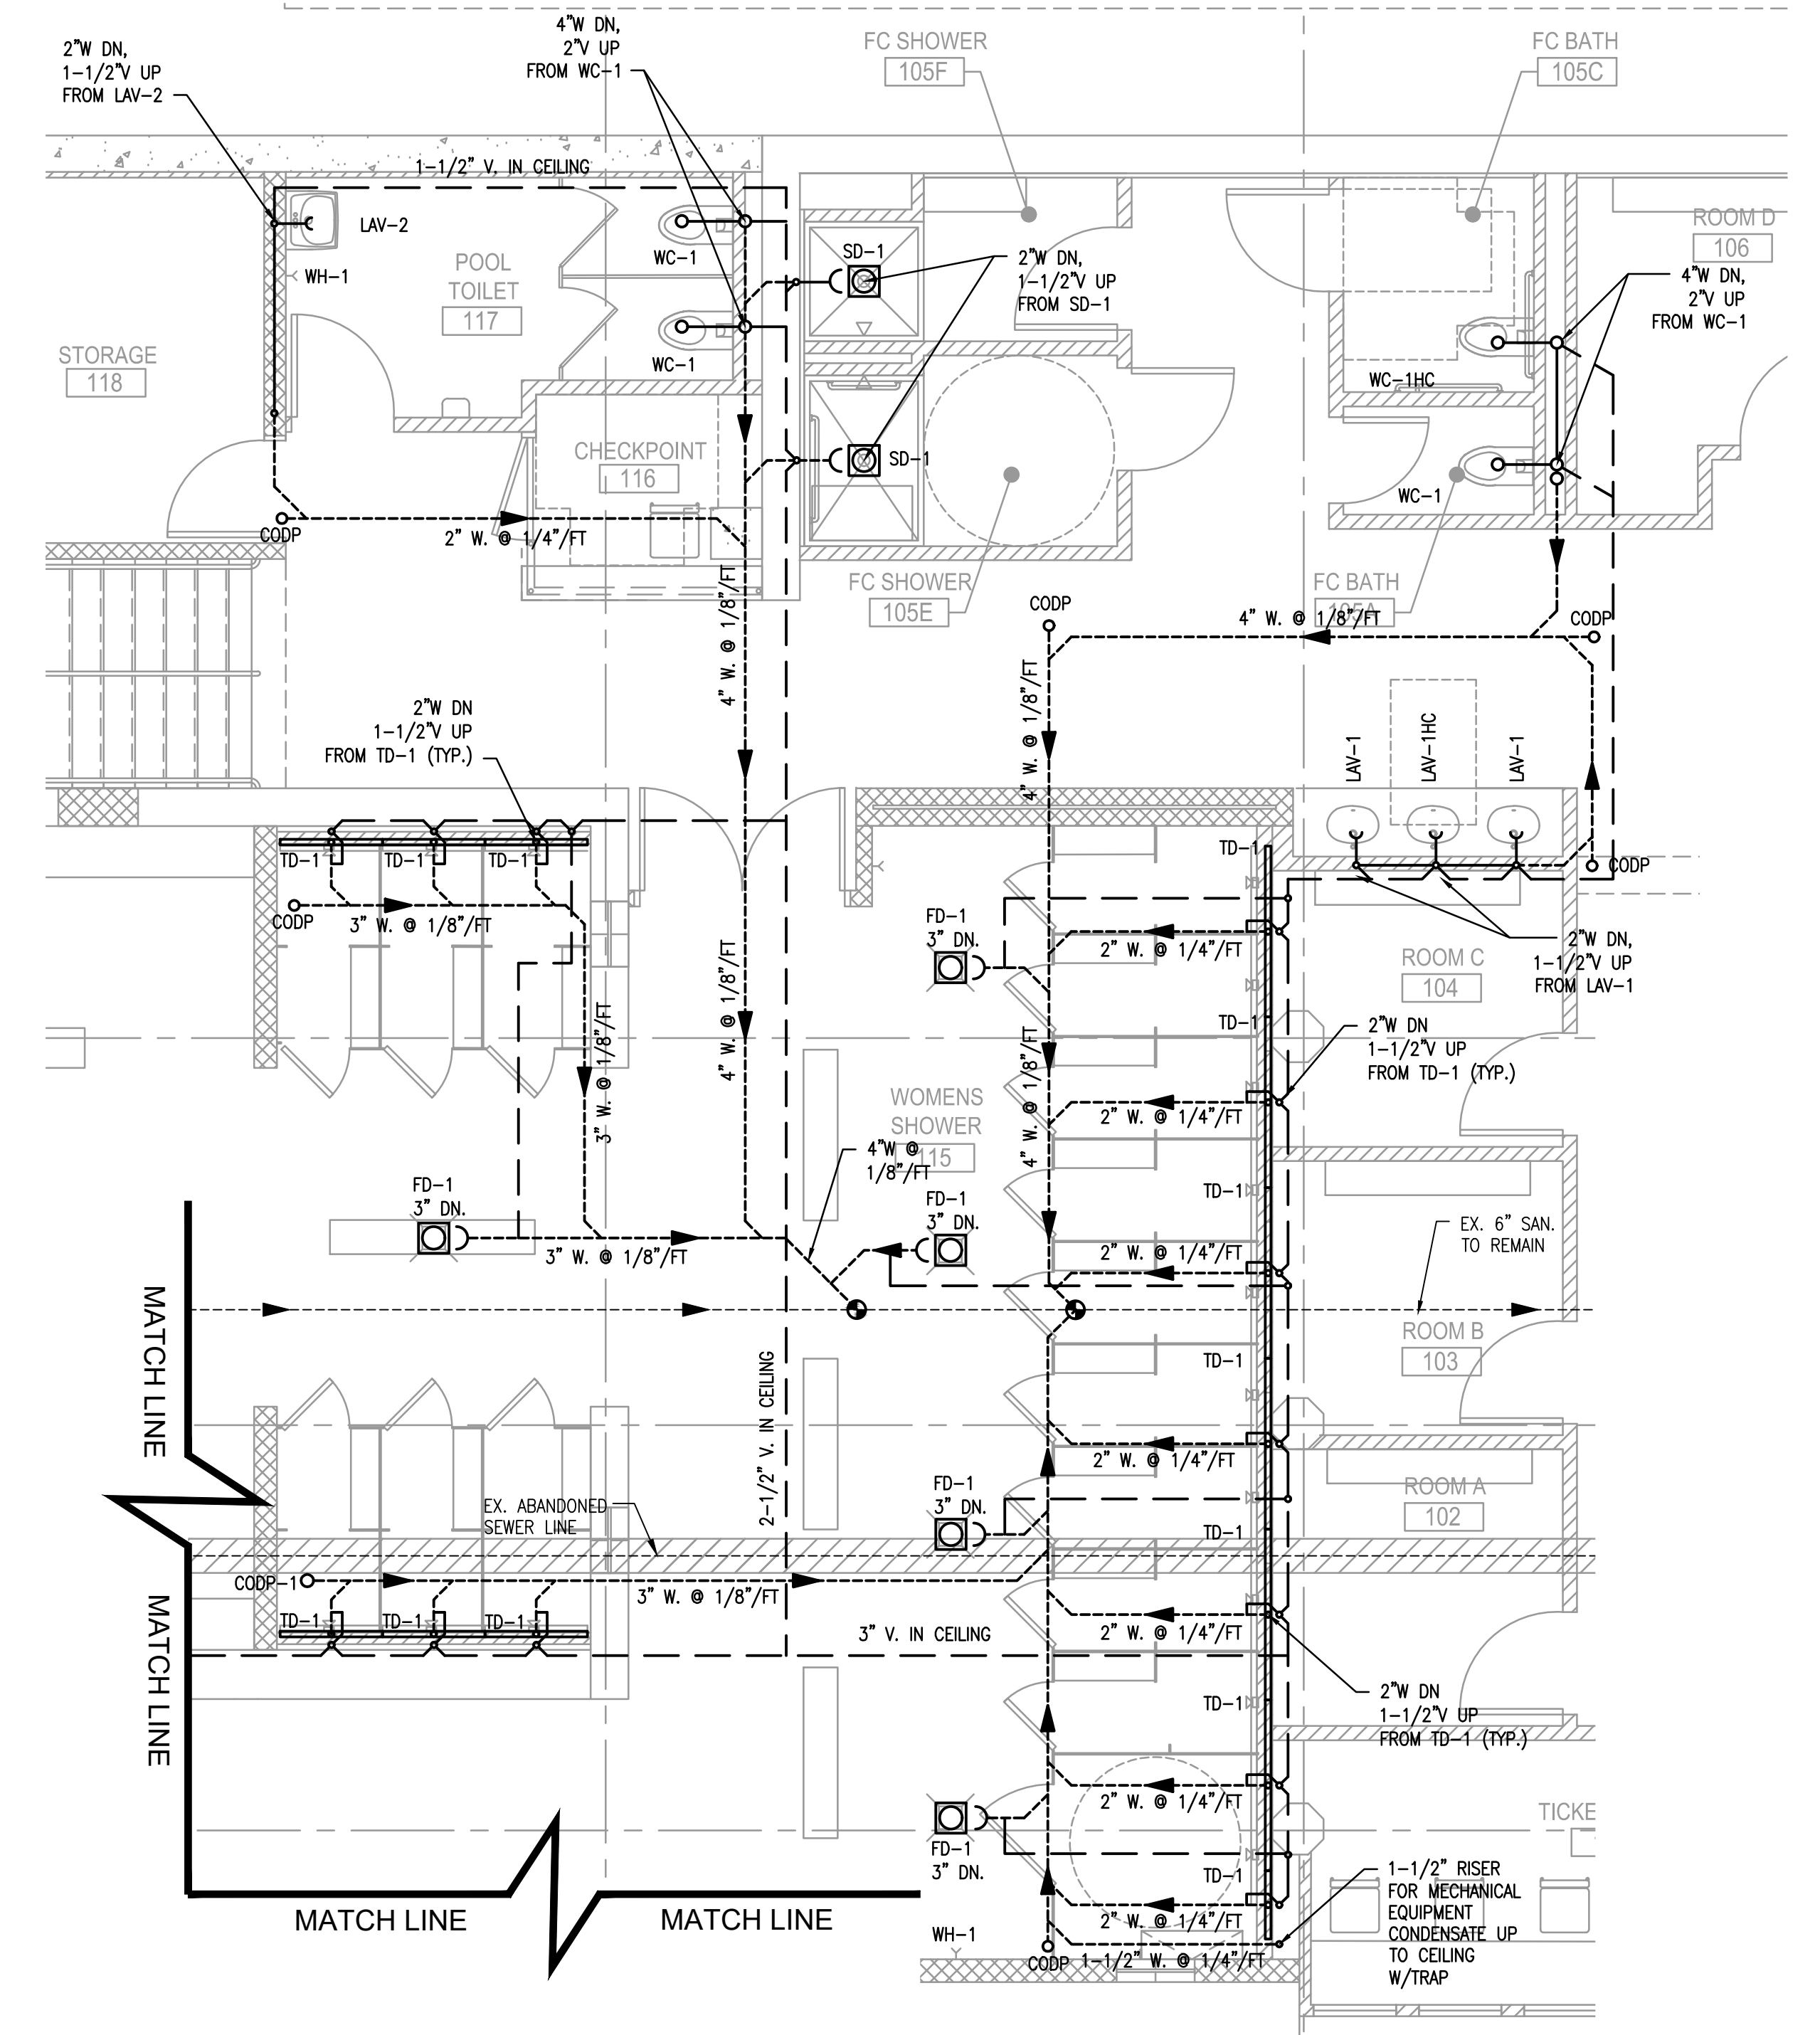 2"W DN,
1-1/2"V UP
FROM LAV-2
4"W DN,
2"V UP
FROM WC-1
FC SHOWER
105F
FC BATH
105C
1-1/2" V. IN CEILING
LAV-2
WH-1
POOL
TOILET
117
WC-1
WC-1
SD-1
2"W DN,
1-1/2"V UP
FROM SD-1
ROOM D
106
4"W DN,
2"V UP
FROM WC-1
STORAGE
118
WC-1HC
CHECKPOINT
116
SD-1
WC-1
CODP
2" W. @ 1/4"/FT
FC SHOWER
105E
FC BATH
105A
CODP
4" W. @ 1/8"/FT
CODP
4" W. @ 1/8"/FT
4" W. @ 1/8"/FT
2"W DN
1-1/2"V UP
FROM TD-1 (TYP.)
LAV-1
LAV-1HC
LAV-1
TD-1
TD-1
TD-1
TD-1
CODP
CODP
3" W. @ 1/8"/FT
FD-1
3" DN.
2" W. @ 1/4"/FT
2"W DN,
1-1/2"V UP
FROM LAV-1
ROOM C
104
4" W. @ 1/8"/FT
3" W. @ 1/8"/FT
4" W. @ 1/8"/FT
TD-1
2"W DN
1-1/2"V UP
FROM TD-1 (TYP.)
WOMENS
SHOWER
115
2" W. @ 1/4"/FT
4"W @
1/8"/FT
FD-1
3" DN.
FD-1
3" DN.
TD-1
EX. 6" SAN.
TO REMAIN
3" W. @ 1/8"/FT
2" W. @ 1/4"/FT
MATCH LINE
ROOM B
103
TD-1
2-1/2" V. IN CEILING
2" W. @ 1/4"/FT
EX. ABANDONED
SEWER LINE
FD-1
3" DN.
ROOM A
102
TD-1
CODP-1
3" W. @ 1/8"/FT
TD-1
TD-1
TD-1
MATCH LINE
3" V. IN CEILING
2" W. @ 1/4"/FT
TD-1
2"W DN
1-1/2"V UP
FROM TD-1 (TYP.)
2" W. @ 1/4"/FT
TICKE
FD-1
3" DN.
TD-1
1-1/2" RISER
FOR MECHANICAL
EQUIPMENT
CONDENSATE UP
TO CEILING
W/TRAP
MATCH LINE
MATCH LINE
2" W. @ 1/4"/FT
WH-1
CODP
1-1/2" W. @ 1/4"/FT